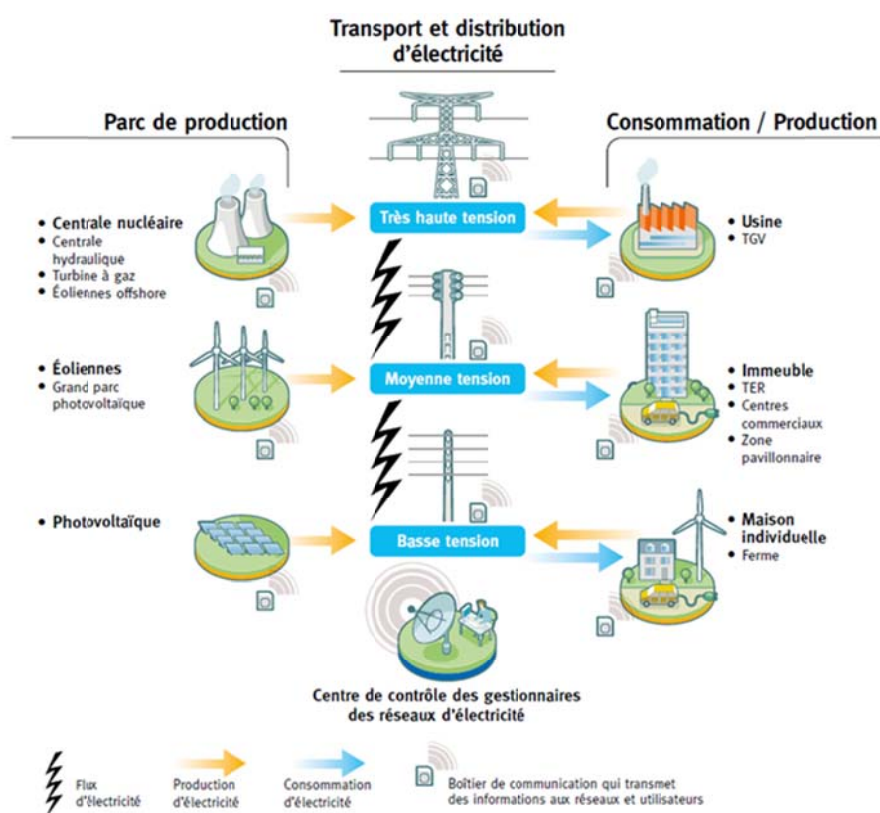 Transport et distribution
d'électricité
Parc de production
Consommation / Production
• Centrale nucléaire
• Centrale
hydraulique
• Turbine à gaz
• Éoliennes offshore
Très haute tension
• Usine
• TGV
• Éoliennes
• Grand parc
photovoltaïque
Moyenne tension
• Immeuble
• TER
• Centres
commerciaux
• Zone
pavillonnaire
• Photovoltaïque
Basse tension
• Maison
individuelle
• Ferme
Centre de contrôle des gestionnaires
des réseaux d'électricité
Flux
d'électricité
Production
d'électricité
Consommation
d'électricité
Boîtier de communication qui transmet
des informations aux réseaux et utilisateurs